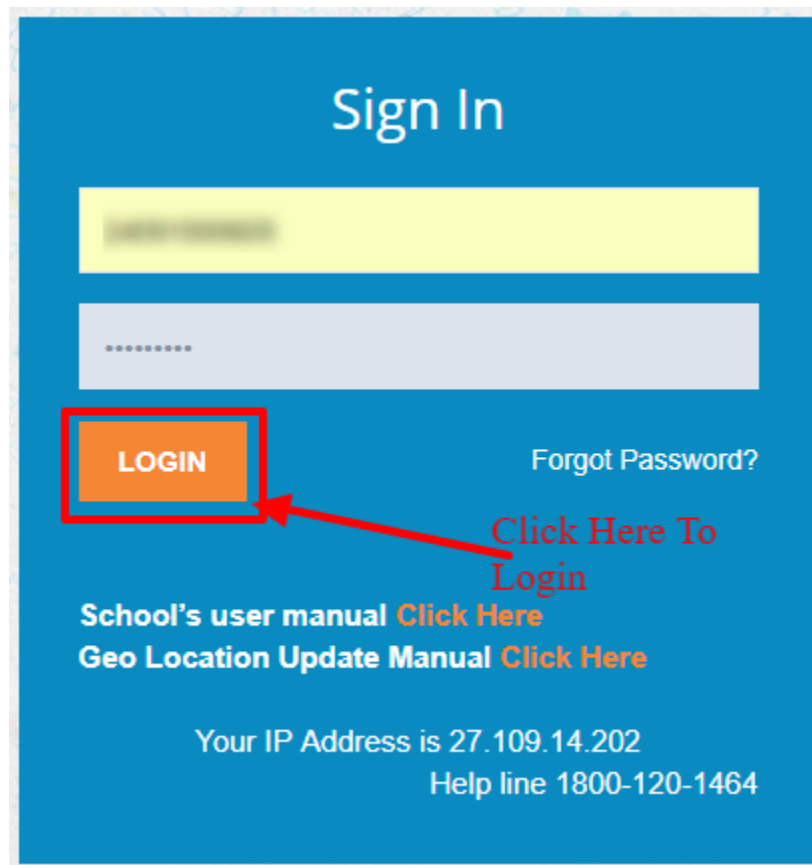 Sign In
•••••••••
LOGIN
Forgot Password?
Click Here To
Login
School’s user manual Click Here
Geo Location Update Manual Click Here
Your IP Address is 27.109.14.202
Help line 1800-120-1464